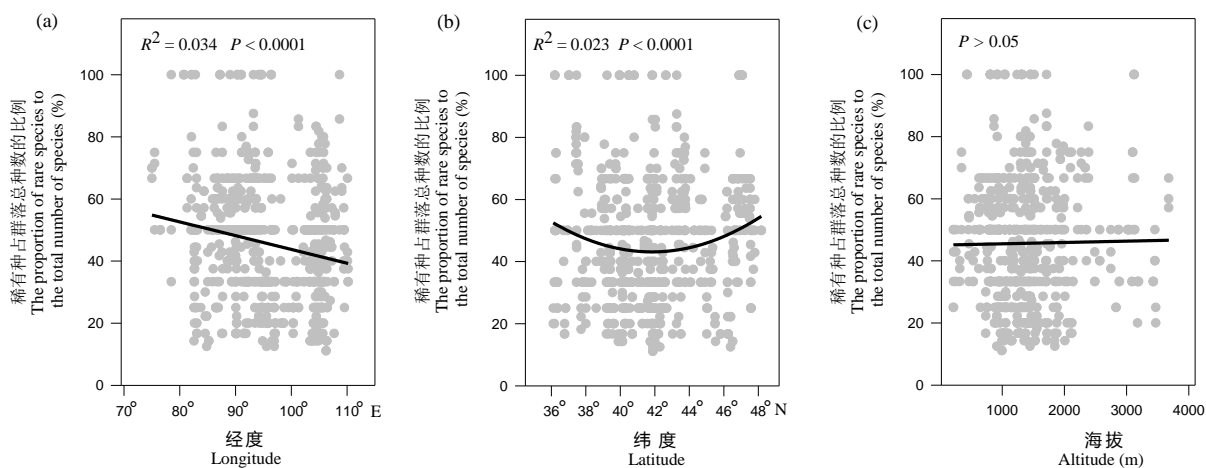 (a)
R² = 0.034 P < 0.0001
稀有种占群落总种数的比例
The proportion of rare species to
the total number of species (%)
100
80
60
40
20
0
70° 80° 90° 100° 110° E
经度
Longitude
(b)
R² = 0.023 P < 0.0001
稀有种占群落总种数的比例
The proportion of rare species to
the total number of species (%)
100
80
60
40
20
0
36° 38° 40° 42° 44° 46° 48° N
纬度
Latitude
(c)
P > 0.05
稀有种占群落总种数的比例
The proportion of rare species to
the total number of species (%)
100
80
60
40
20
0
1000 2000 3000 4000
海拔
Altitude (m)